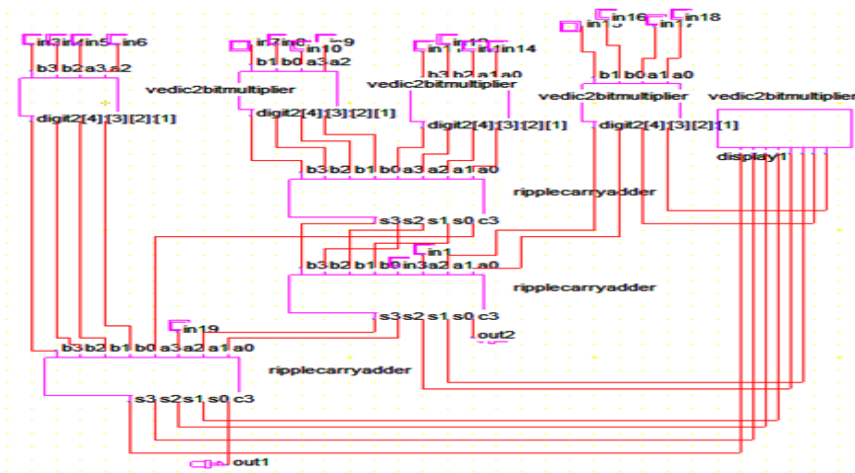 in3 in4 in5 in6
in7 in8 in10 in9
in14
in16 in18
b3 b2 a3 a2
b1 b0 a3 a2
b3 b2 a1 a0
b1 b0 a1 a0
vedic2bitmultiplier
vedic2bitmultiplier
vedic2bitmultiplier
vedic2bitmultiplier
digit2[4]:[3][2]:[1]
digit2[4]:[3][2]:[1]
digit2[4]:[3][2]:[1]
digit2[4]:[3][2]:[1]
display1
b3 b2 b1 b0 a3 a2 a1 a0
ripplecarryadder
s3 s2 s1 s0 c3
in1
b3 b2 b1 in3 a2 a1 a0
ripplecarryadder
s3 s2 s1 s0 c3
out2
in19
b3 b2 b1 b0 a3 a2 a1 a0
ripplecarryadder
s3 s2 s1 s0 c3
out1